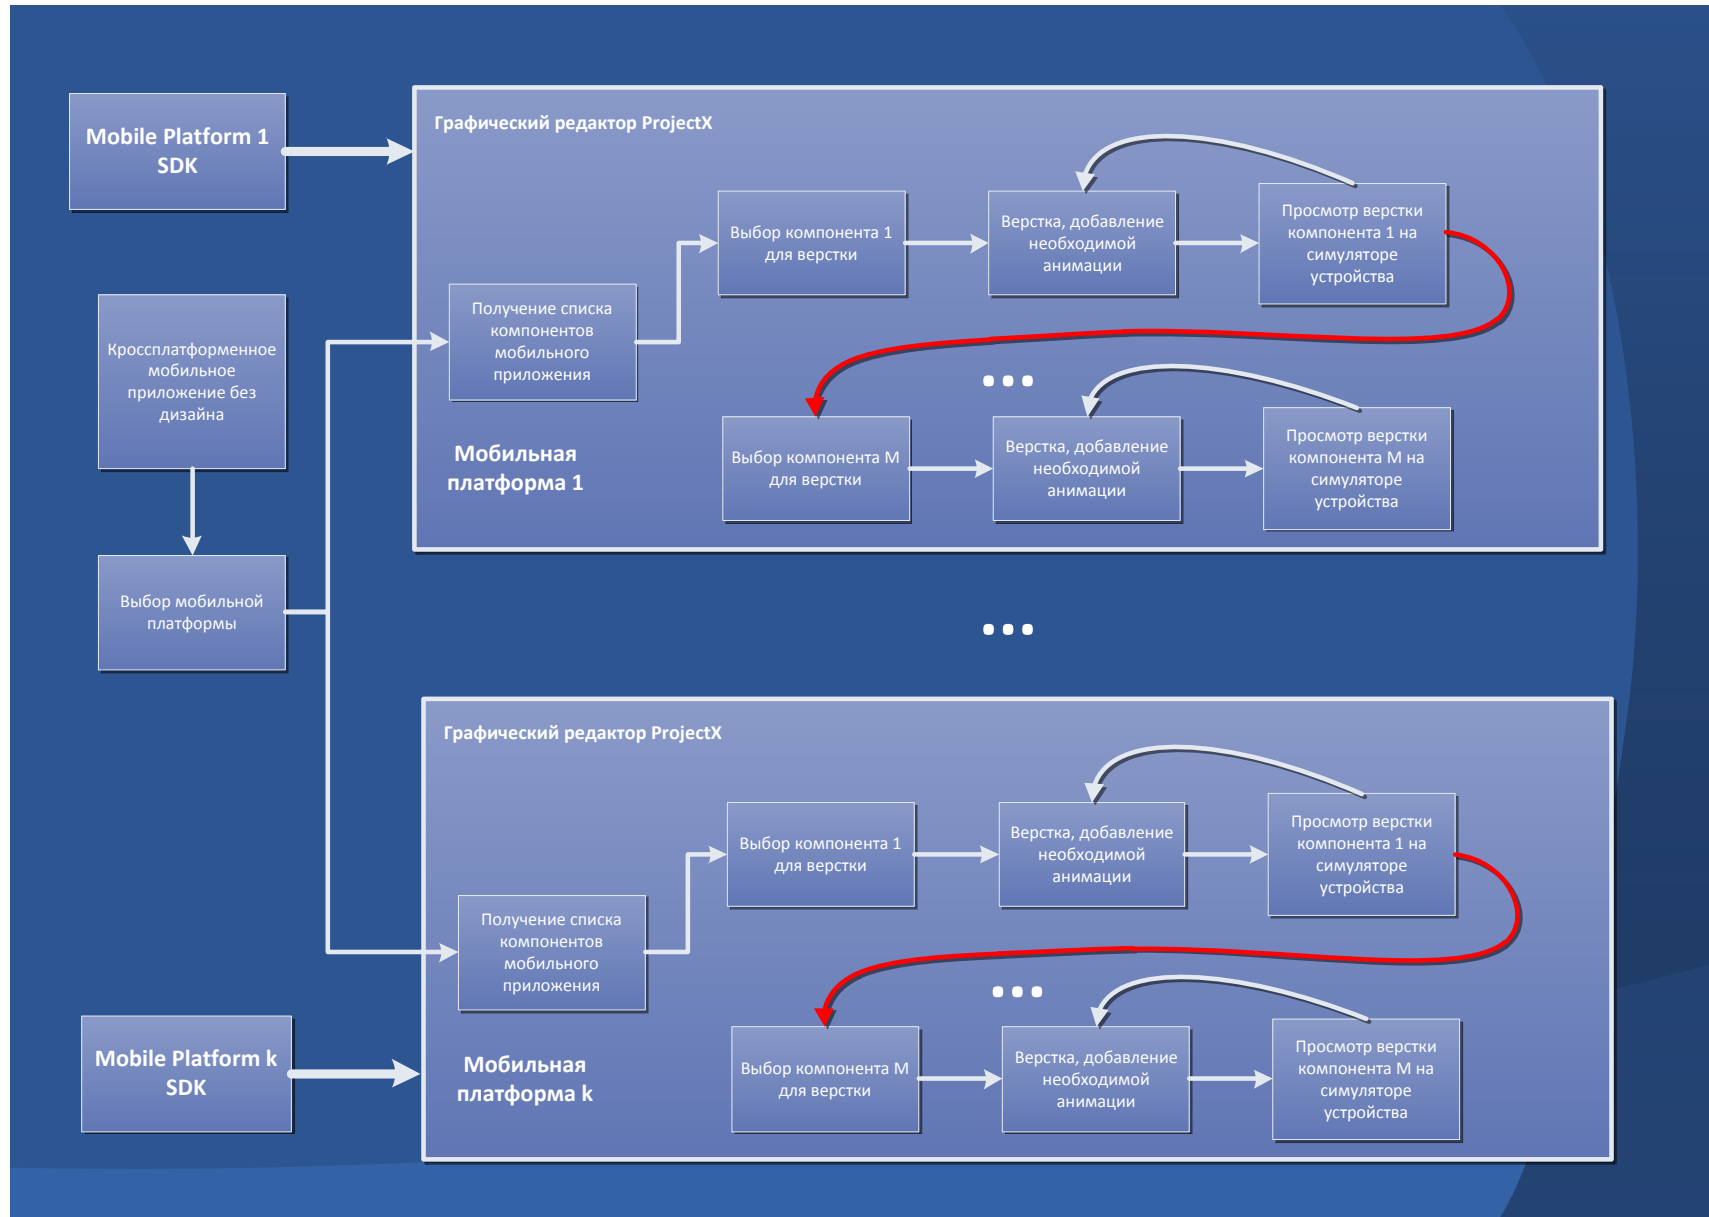 Mobile Platform 1
SDK
Графический редактор ProjectX
Выбор компонента 1
для верстки
Верстка, добавление
необходимой
анимации
Просмотр верстки
компонента 1 на
симуляторе
устройства
Кроссплатформенное
мобильное
приложение без
дизайна
Получение списка
компонентов
мобильного
приложения
...
Мобильная
платформа 1
Выбор компонента M
для верстки
Верстка, добавление
необходимой
анимации
Просмотр верстки
компонента M на
симуляторе
устройства
Выбор мобильной
платформы
...
Графический редактор ProjectX
Выбор компонента 1
для верстки
Верстка, добавление
необходимой
анимации
Просмотр верстки
компонента 1 на
симуляторе
устройства
Получение списка
компонентов
мобильного
приложения
...
Mobile Platform k
SDK
Мобильная
платформа k
Выбор компонента M
для верстки
Верстка, добавление
необходимой
анимации
Просмотр верстки
компонента M на
симуляторе
устройства